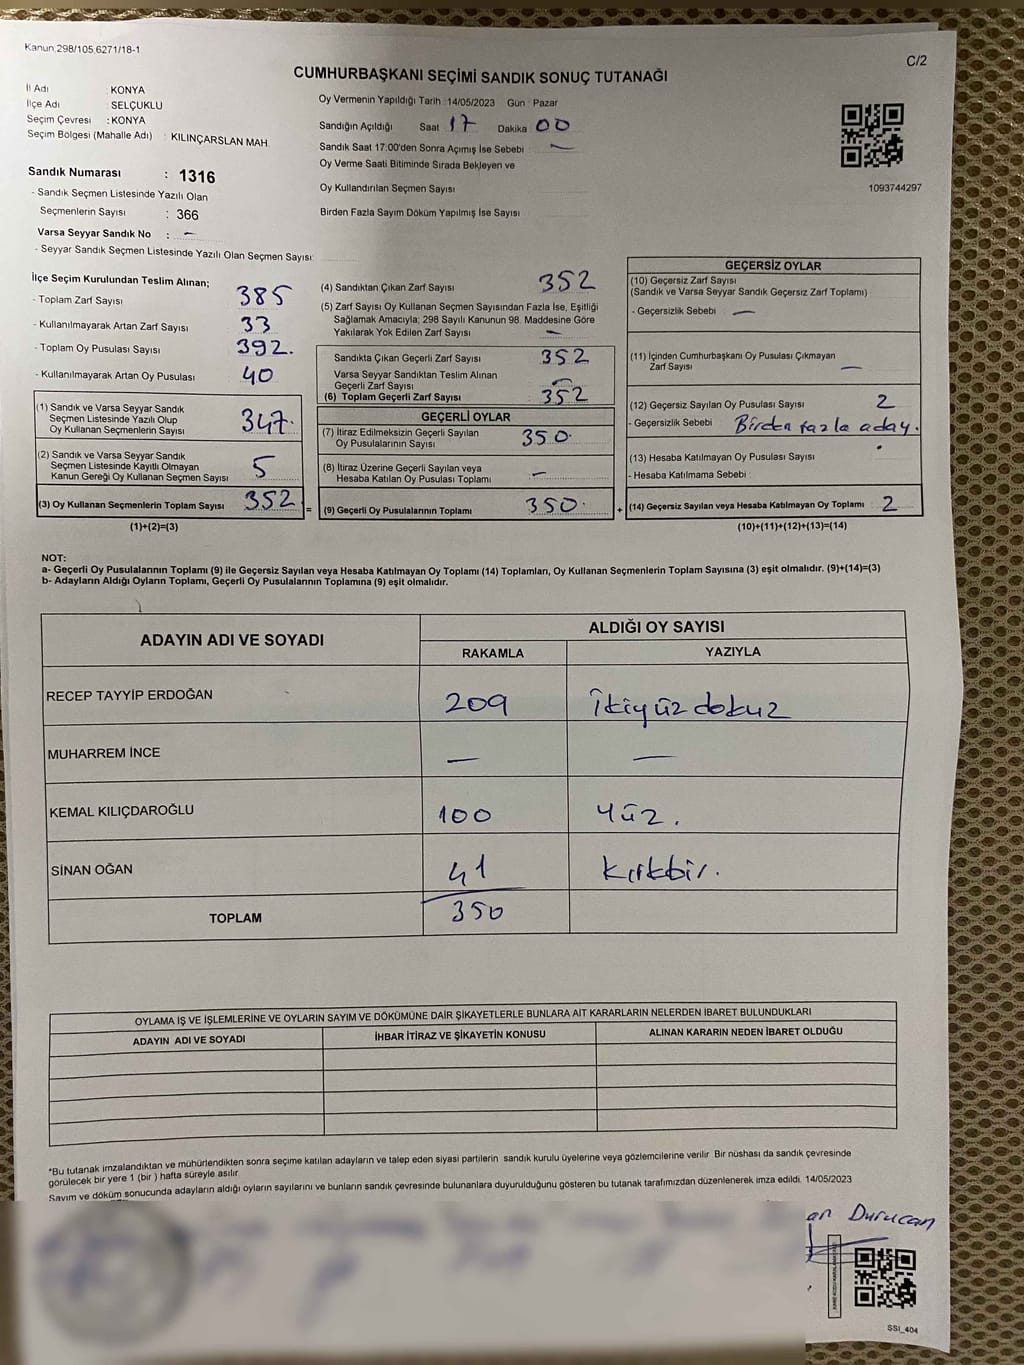 Kanun,298/105,6271/18-1
C/2
CUMHURBAŞKANI SEÇİMİ SANDIK SONUÇ TUTANAĞI
İl Adı : KONYA
İlçe Adı : SELÇUKLU
Seçim Çevresi : KONYA
Seçim Bölgesi (Mahalle Adı) : KILINÇARSLAN MAH.
Sandık Numarası : 1316
- Sandık Seçmen Listesinde Yazılı Olan
Seçmenlerin Sayısı : 366
Varsa Seyyar Sandık No : —
- Seyyar Sandık Seçmen Listesinde Yazılı Olan Seçmen Sayısı:
Oy Vermenin Yapıldığı Tarih : 14/05/2023 Gün : Pazar
Sandığın Açıldığı Saat 17 Dakika 00
Sandık Saat 17:00'den Sonra Açımış İse Sebebi —
Oy Verme Saati Bitiminde Sırada Bekleyen ve
Oy Kullandırılan Seçmen Sayısı
Birden Fazla Sayım Döküm Yapılmış İse Sayısı
1093744297
İlçe Seçim Kurulundan Teslim Alınan;
- Toplam Zarf Sayısı 385
- Kullanılmayarak Artan Zarf Sayısı 33
- Toplam Oy Pusulası Sayısı 392.
- Kullanılmayarak Artan Oy Pusulası 40
(1) Sandık ve Varsa Seyyar Sandık
Seçmen Listesinde Yazılı Olup
Oy Kullanan Seçmenlerin Sayısı 347.
(2) Sandık ve Varsa Seyyar Sandık
Seçmen Listesinde Kayıtlı Olmayan
Kanun Gereği Oy Kullanan Seçmen Sayısı 5
(3) Oy Kullanan Seçmenlerin Toplam Sayısı 352
(1)+(2)=(3)
(4) Sandıktan Çıkan Zarf Sayısı 352
(5) Zarf Sayısı Oy Kullanan Seçmen Sayısından Fazla İse, Eşitliği
Sağlamak Amacıyla; 298 Sayılı Kanunun 98. Maddesine Göre
Yakılarak Yok Edilen Zarf Sayısı —
Sandıkta Çıkan Geçerli Zarf Sayısı 352
Varsa Seyyar Sandıktan Teslim Alınan
Geçerli Zarf Sayısı —
(6) Toplam Geçerli Zarf Sayısı 352
GEÇERLİ OYLAR
(7) İtiraz Edilmeksizin Geçerli Sayılan
Oy Pusulalarının Sayısı 350.
(8) İtiraz Üzerine Geçerli Sayılan veya
Hesaba Katılan Oy Pusulası Toplamı —
= (9) Geçerli Oy Pusulalarının Toplamı 350.
GEÇERSİZ OYLAR
(10) Geçersiz Zarf Sayısı
(Sandık ve Varsa Seyyar Sandık Geçersiz Zarf Toplamı)
- Geçersizlik Sebebi —
(11) İçinden Cumhurbaşkanı Oy Pusulası Çıkmayan
Zarf Sayısı —
(12) Geçersiz Sayılan Oy Pusulası Sayısı 2
- Geçersizlik Sebebi Birden fazla aday.
(13) Hesaba Katılmayan Oy Pusulası Sayısı
- Hesaba Katılmama Sebebi :
+ (14) Geçersiz Sayılan veya Hesaba Katılmayan Oy Toplamı 2
(10)+(11)+(12)+(13)=(14)
NOT:
a- Geçerli Oy Pusulalarının Toplamı (9) ile Geçersiz Sayılan veya Hesaba Katılmayan Oy Toplamı (14) Toplamları, Oy Kullanan Seçmenlerin Toplam Sayısına (3) eşit olmalıdır. (9)+(14)=(3)
b- Adayların Aldığı Oyların Toplamı, Geçerli Oy Pusulalarının Toplamına (9) eşit olmalıdır.
ADAYIN ADI VE SOYADI
ALDIĞI OY SAYISI
RAKAMLA YAZIYLA
RECEP TAYYİP ERDOĞAN 209 İkiyüz dokuz
MUHARREM İNCE — —
KEMAL KILIÇDAROĞLU 100 Yüz.
SİNAN OĞAN 41 Kırkbir.
TOPLAM 350
OYLAMA İŞ VE İŞLEMLERİNE VE OYLARIN SAYIM VE DÖKÜMÜNE DAİR ŞİKAYETLERLE BUNLARA AİT KARARLARIN NELERDEN İBARET BULUNDUKLARI
ADAYIN ADI VE SOYADI İHBAR İTİRAZ VE ŞİKAYETİN KONUSU ALINAN KARARIN NEDEN İBARET OLDUĞU
*Bu tutanak imzalandıktan ve mühürlendikten sonra seçime katılan adayların ve talep eden siyasi partilerin sandık kurulu üyelerine veya gözlemcilerine verilir. Bir nüshası da sandık çevresinde
görülecek bir yere 1 (bir) hafta süreyle asılır.
Sayım ve döküm sonucunda adayların aldığı oyların sayılarını ve bunların sandık çevresinde bulunanlara duyurulduğunu gösteren bu tutanak tarafımızdan düzenlenerek imza edildi. 14/05/2023
an Durucan
SSI_404